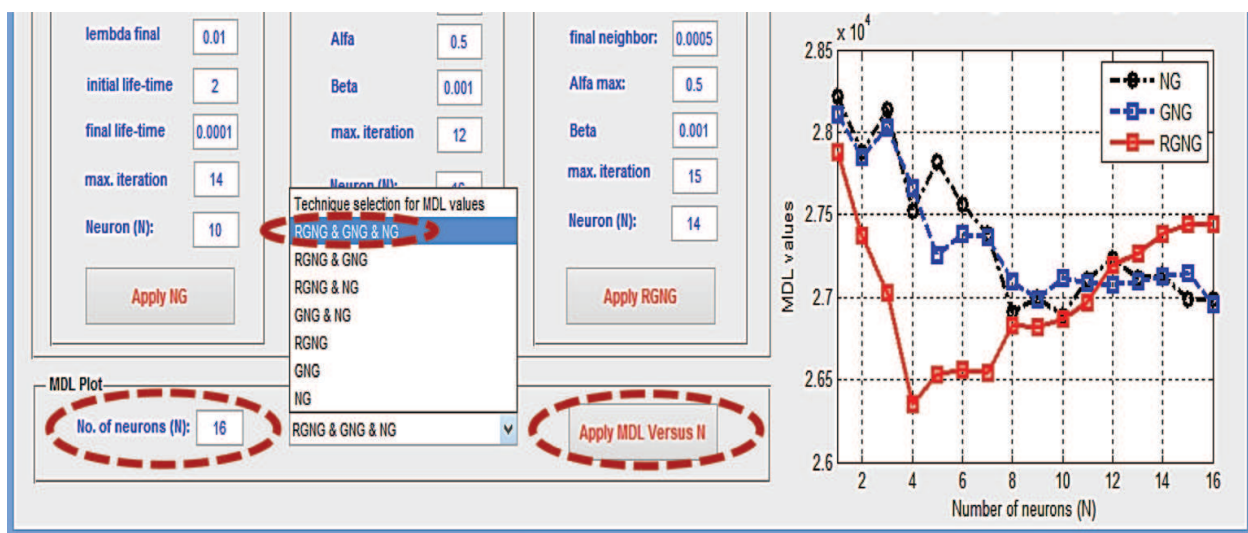 lembda final 0.01
initial life-time 2
final life-time 0.0001
max. iteration 14
Neuron (N): 10
Apply NG
Alfa 0.5
Beta 0.001
max. iteration 12
Neuron (N):
Technique selection for MDL values
RGNG & GNG & NG
RGNG & GNG
RGNG & NG
GNG & NG
RGNG
GNG
NG
final neighbor: 0.0005
Alfa max: 0.5
Beta 0.001
max. iteration 15
Neuron (N): 14
Apply RGNG
MDL Plot
No. of neurons (N): 16
RGNG & GNG & NG
Apply MDL Versus N
x 10^4
2.85
2.8
2.75
2.7
2.65
2.6
MDL values
NG
GNG
RGNG
2 4 6 8 10 12 14 16
Number of neurons (N)